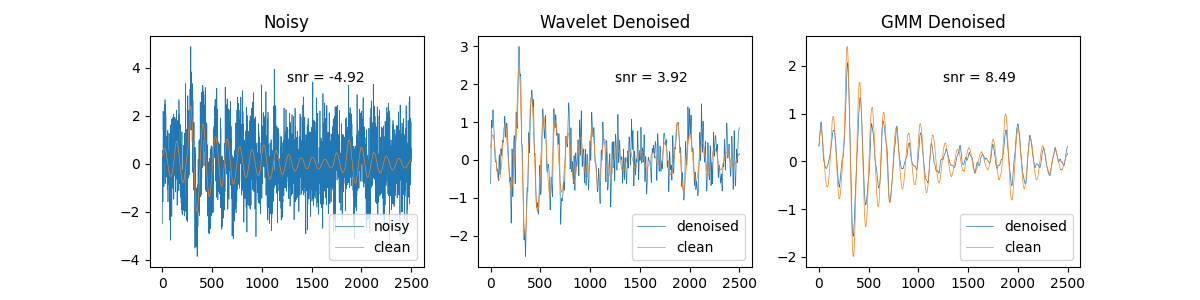 Noisy
4
2
0
−2
−4
snr = -4.92
noisy
clean
0 500 1000 1500 2000 2500
Wavelet Denoised
3
2
1
0
−1
−2
snr = 3.92
denoised
clean
0 500 1000 1500 2000 2500
GMM Denoised
2
1
0
−1
−2
snr = 8.49
denoised
clean
0 500 1000 1500 2000 2500